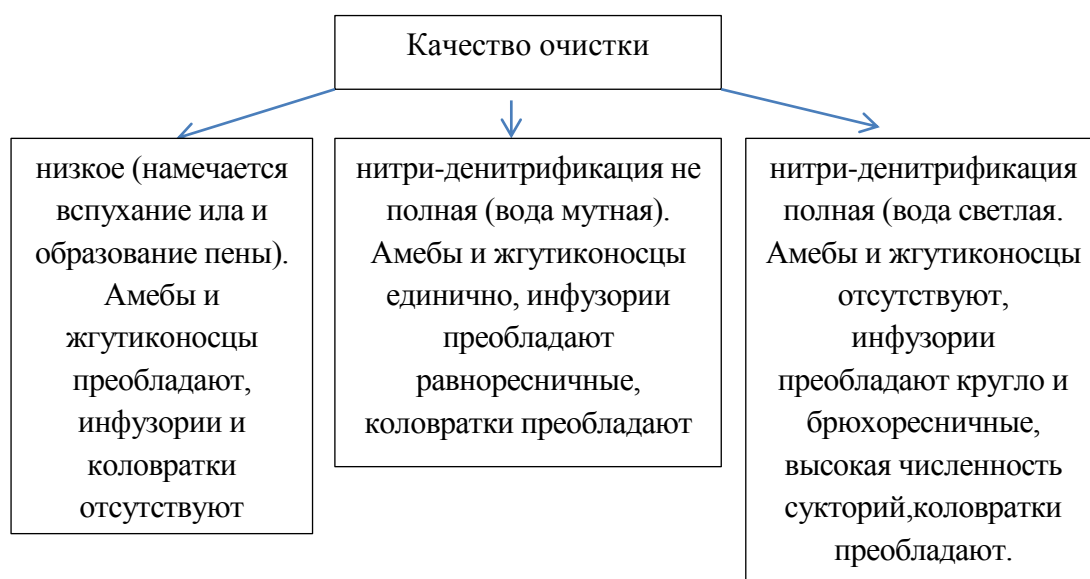 Качество очистки
низкое (намечается
вспухание ила и
образование пены).
Амебы и
жгутиконосцы
преобладают,
инфузории и
коловратки
отсутствуют
нитри-денитрификация не
полная (вода мутная).
Амебы и жгутиконосцы
единично, инфузории
преобладают
равноресничные,
коловратки преобладают
нитри-денитрификация
полная (вода светлая.
Амебы и жгутиконосцы
отсутствуют,
инфузории
преобладают кругло и
брюхоресничные,
высокая численность
сукторий,коловратки
преобладают.